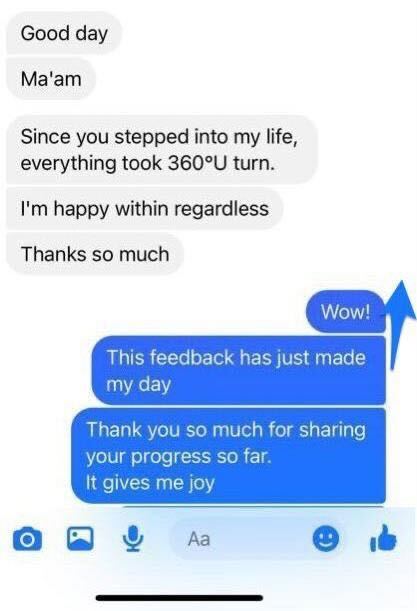 Good day
Ma'am
Since you stepped into my life,
everything took 360°U turn.
I'm happy within regardless
Thanks so much
Wow!
This feedback has just made
my day
Thank you so much for sharing
your progress so far.
It gives me joy
Aa